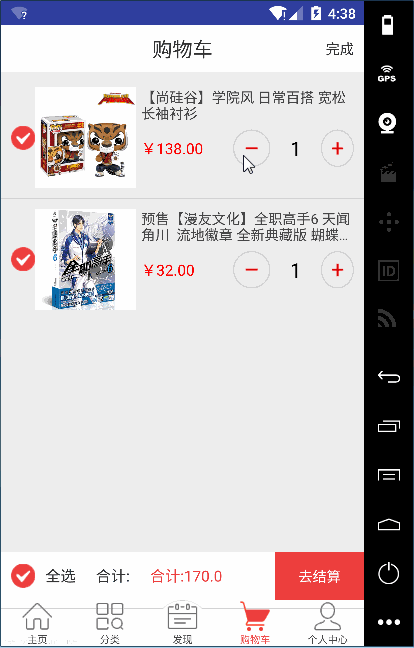 4:38
购物车
完成
【尚硅谷】学院风 日常百搭 宽松
长袖衬衫
￥138.00
1
预售【漫友文化】全职高手6 天闻
角川  流地徽章 全新典藏版 蝴蝶...
￥32.00
1
全选 合计: 合计:170.0 去结算
主页 分类 发现 购物车 个人中心
GPS
ID